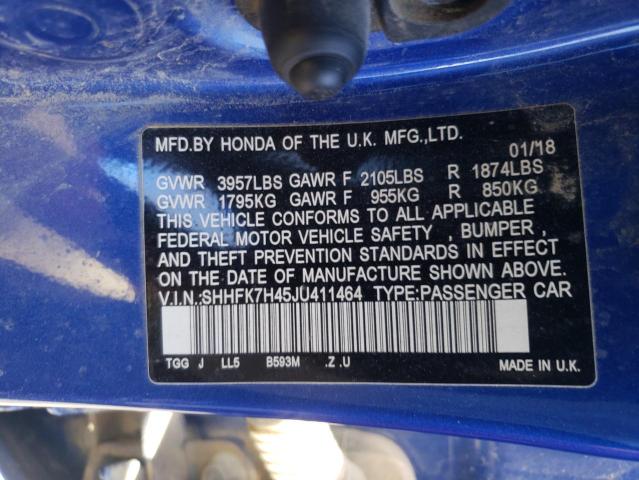 MFD.BY HONDA OF THE U.K. MFG.,LTD.
01/18
GVWR 3957LBS GAWR F 2105LBS R 1874LBS
GVWR 1795KG GAWR F 955KG R 850KG
THIS VEHICLE CONFORMS TO ALL APPLICABLE
FEDERAL MOTOR VEHICLE SAFETY , BUMPER ,
AND THEFT PREVENTION STANDARDS IN EFFECT
ON THE DATE OF MANUFACTURE SHOWN ABOVE.
V.I.N.:SHHFK7H45JU411464 TYPE:PASSENGER CAR
TGG J LL5 B593M .Z .U MADE IN U.K.